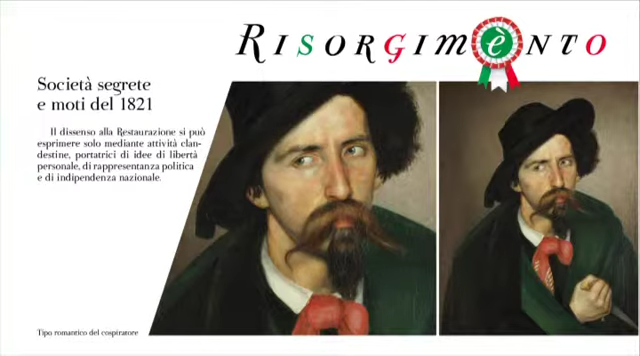 RISORGIMèNTO
Società segrete
e moti del 1821
Il dissenso alla Restaurazione si può
esprimere solo mediante attività clan-
destine, portatrici di idee di libertà
personale, di rappresentanza politica
e di indipendenza nazionale.
Tipo romantico del cospiratore